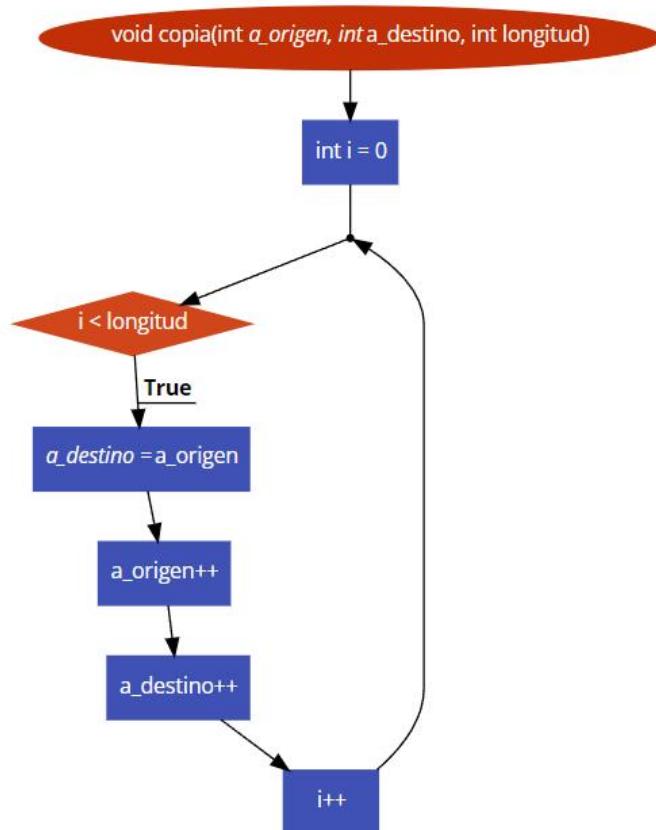 void copia(int a_origen, int a_destino, int longitud)
int i = 0
i < longitud
True
a_destino = a_origen
a_origen++
a_destino++
i++